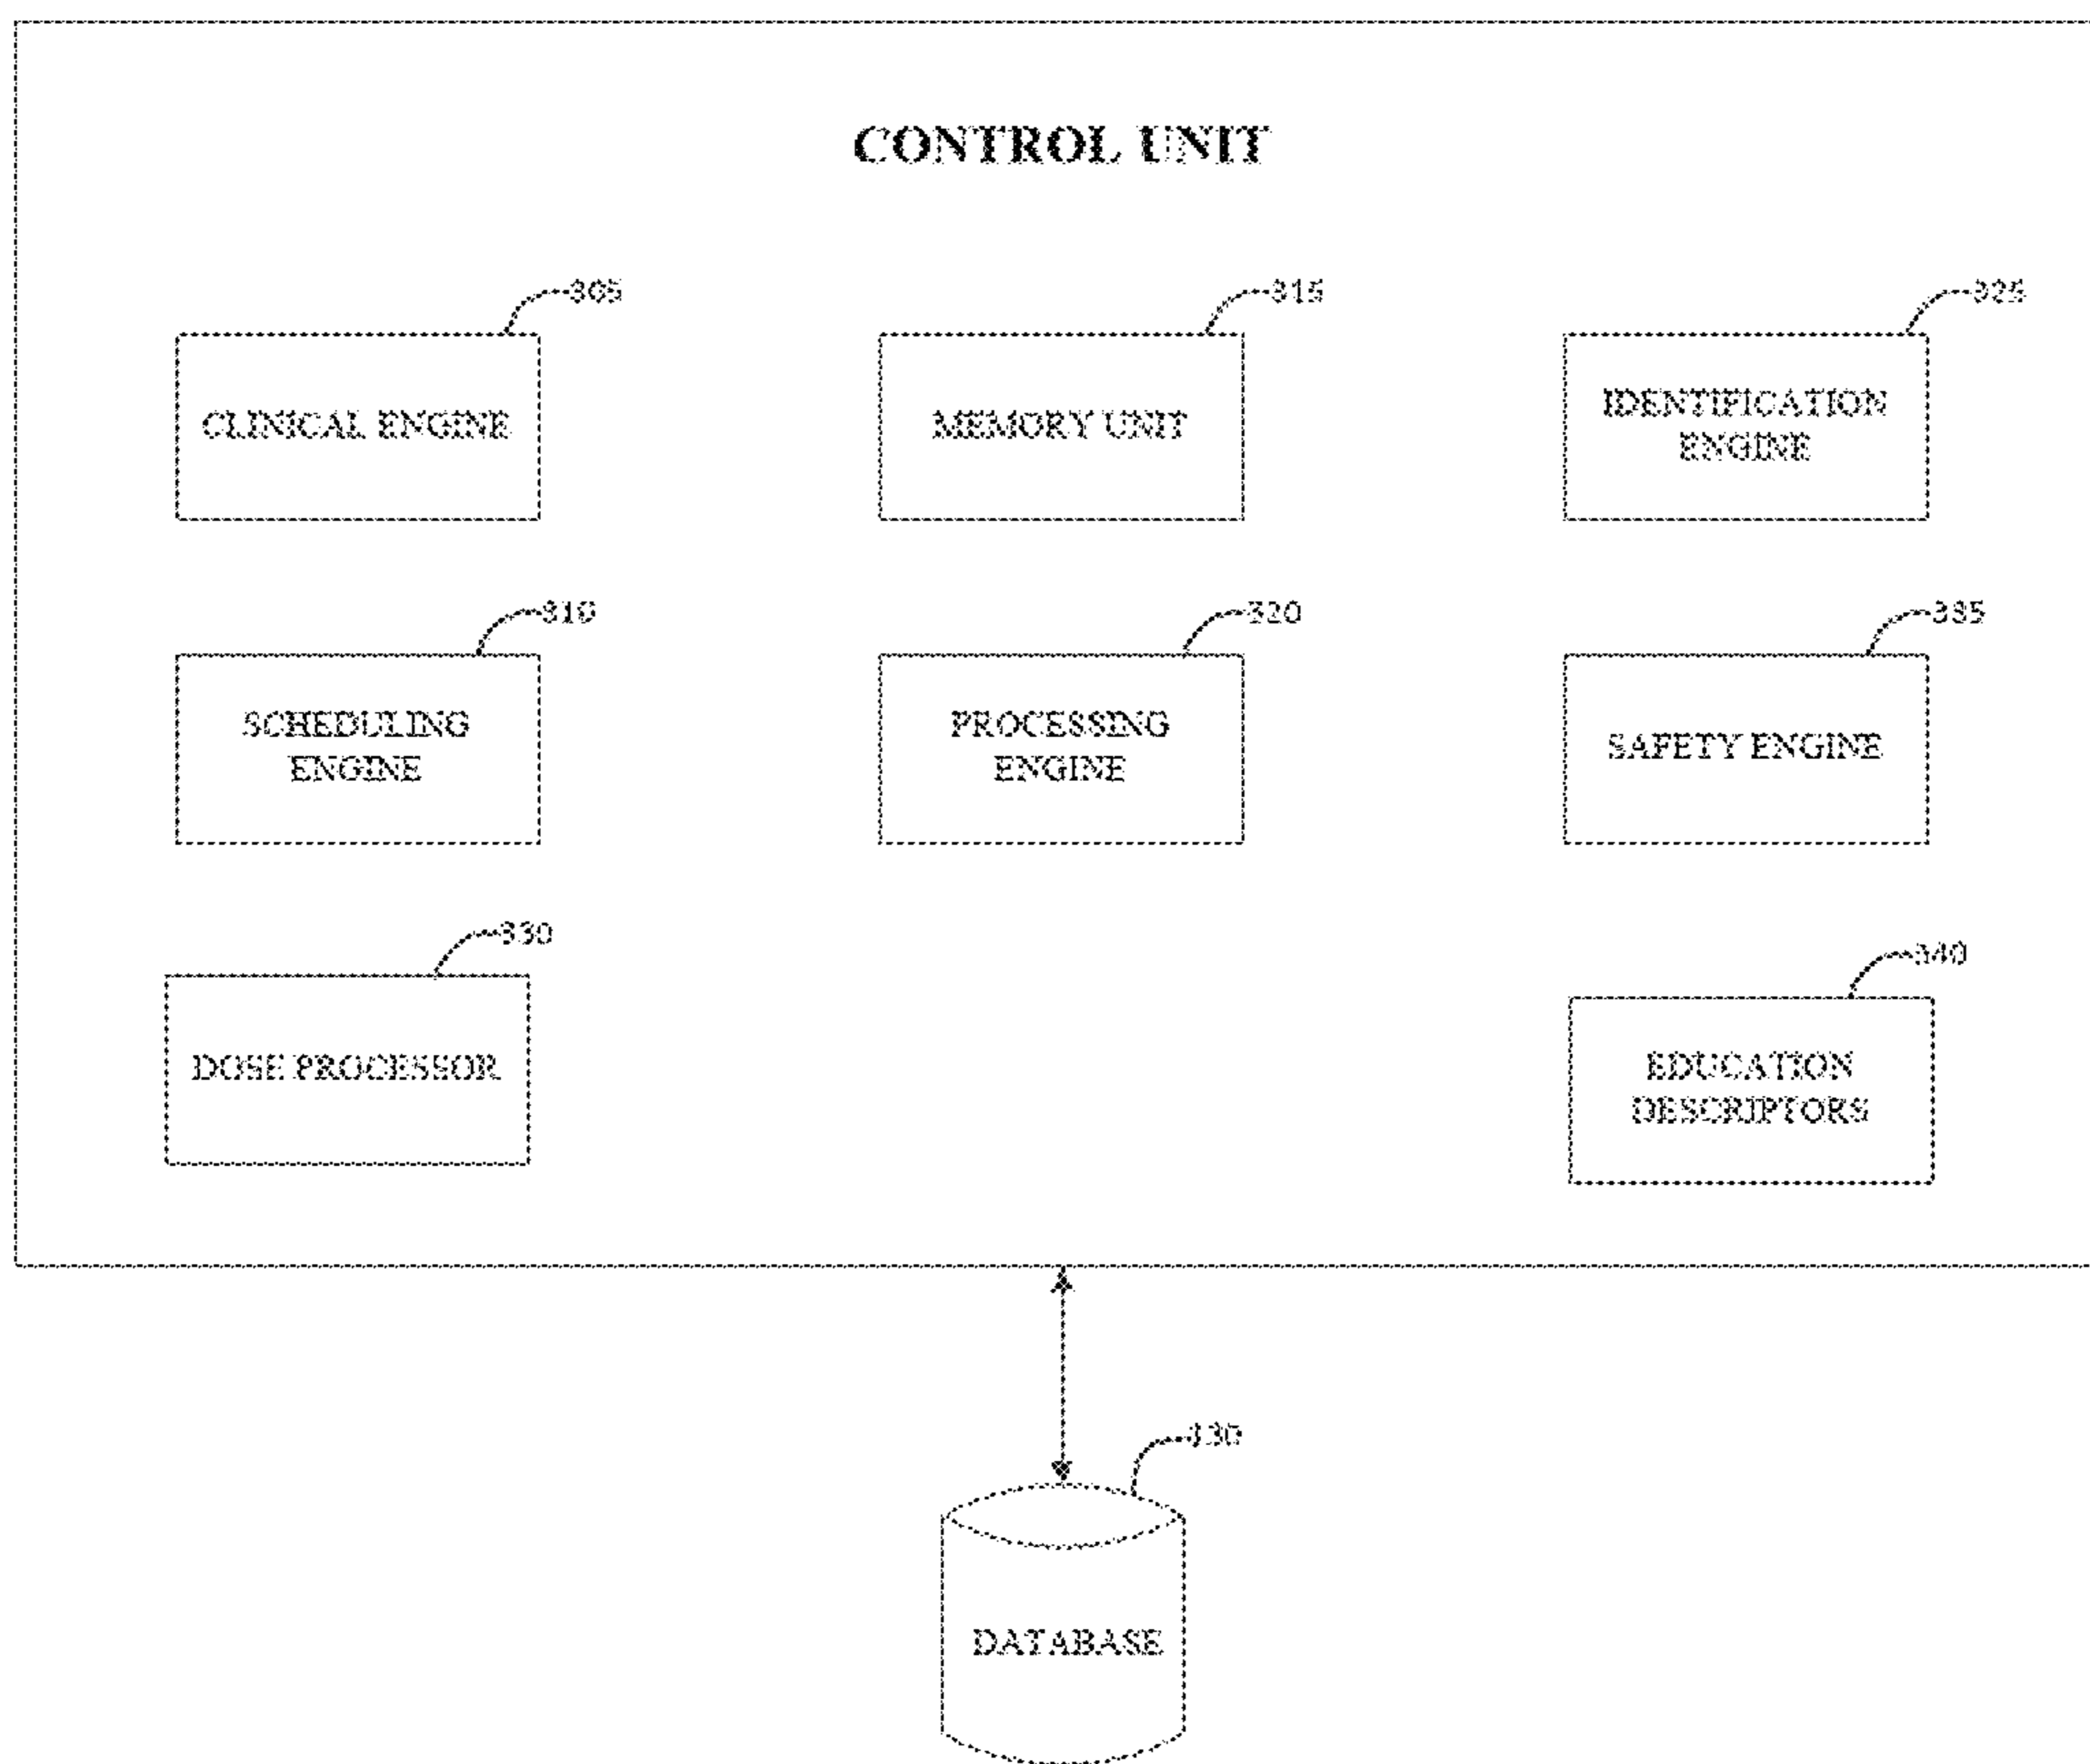 CONTROL UNIT
305
315
325
CLINICAL ENGINE
MEMORY UNIT
IDENTIFICATION
ENGINE
310
320
335
SCHEDULING
ENGINE
PROCESSING
ENGINE
SAFETY ENGINE
330
340
DOSE PROCESSOR
EDUCATION
DESCRIPTORS
130
DATABASE